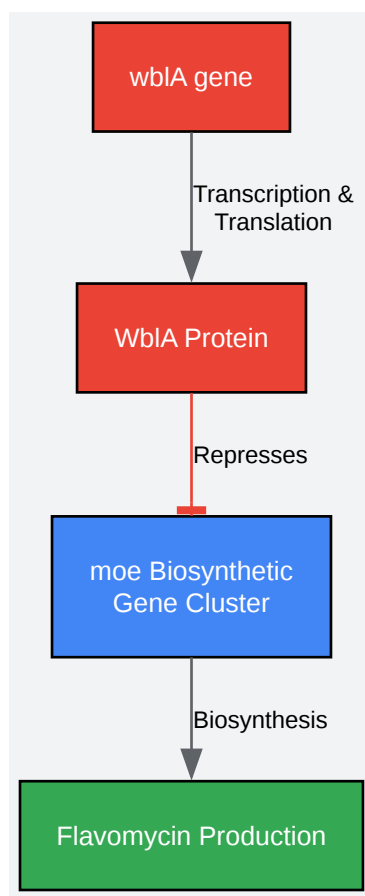 wblA gene
Transcription &
Translation
WblA Protein
Represses
moe Biosynthetic
Gene Cluster
Biosynthesis
Flavomycin Production